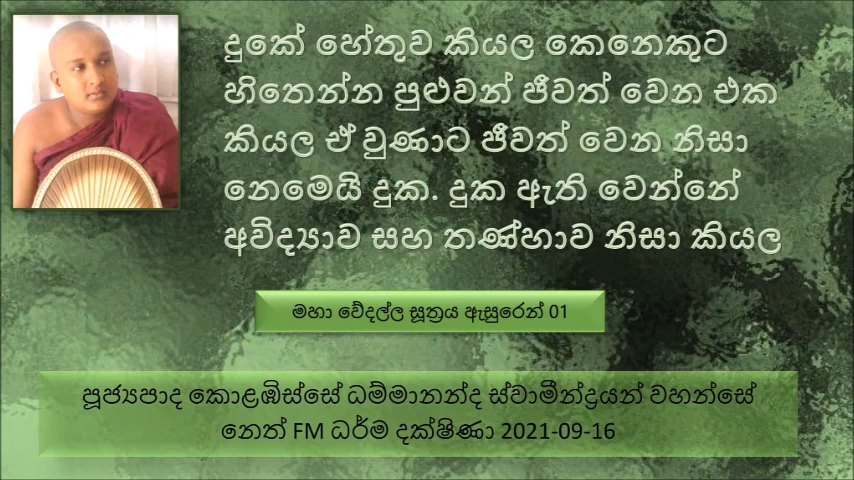 දුකේ හේතුව කියල කෙනෙකුට
හිතෙන්න පුළුවන් ජීවත් වෙන එක
කියල ඒ වුණාට ජීවත් වෙන නිසා
නෙමෙයි දුක. දුක ඇති වෙන්නේ
අවිද්‍යාව සහ තණ්හාව නිසා කියල
මහා වේදල්ල සූත්‍රය ඇසුරෙන් 01
පූජ්‍යපාද කොළඹිස්සේ ධම්මානන්ද ස්වාමීන්ද්‍රයන් වහන්සේ
නෙත් FM ධර්ම දක්ෂිණා 2021-09-16